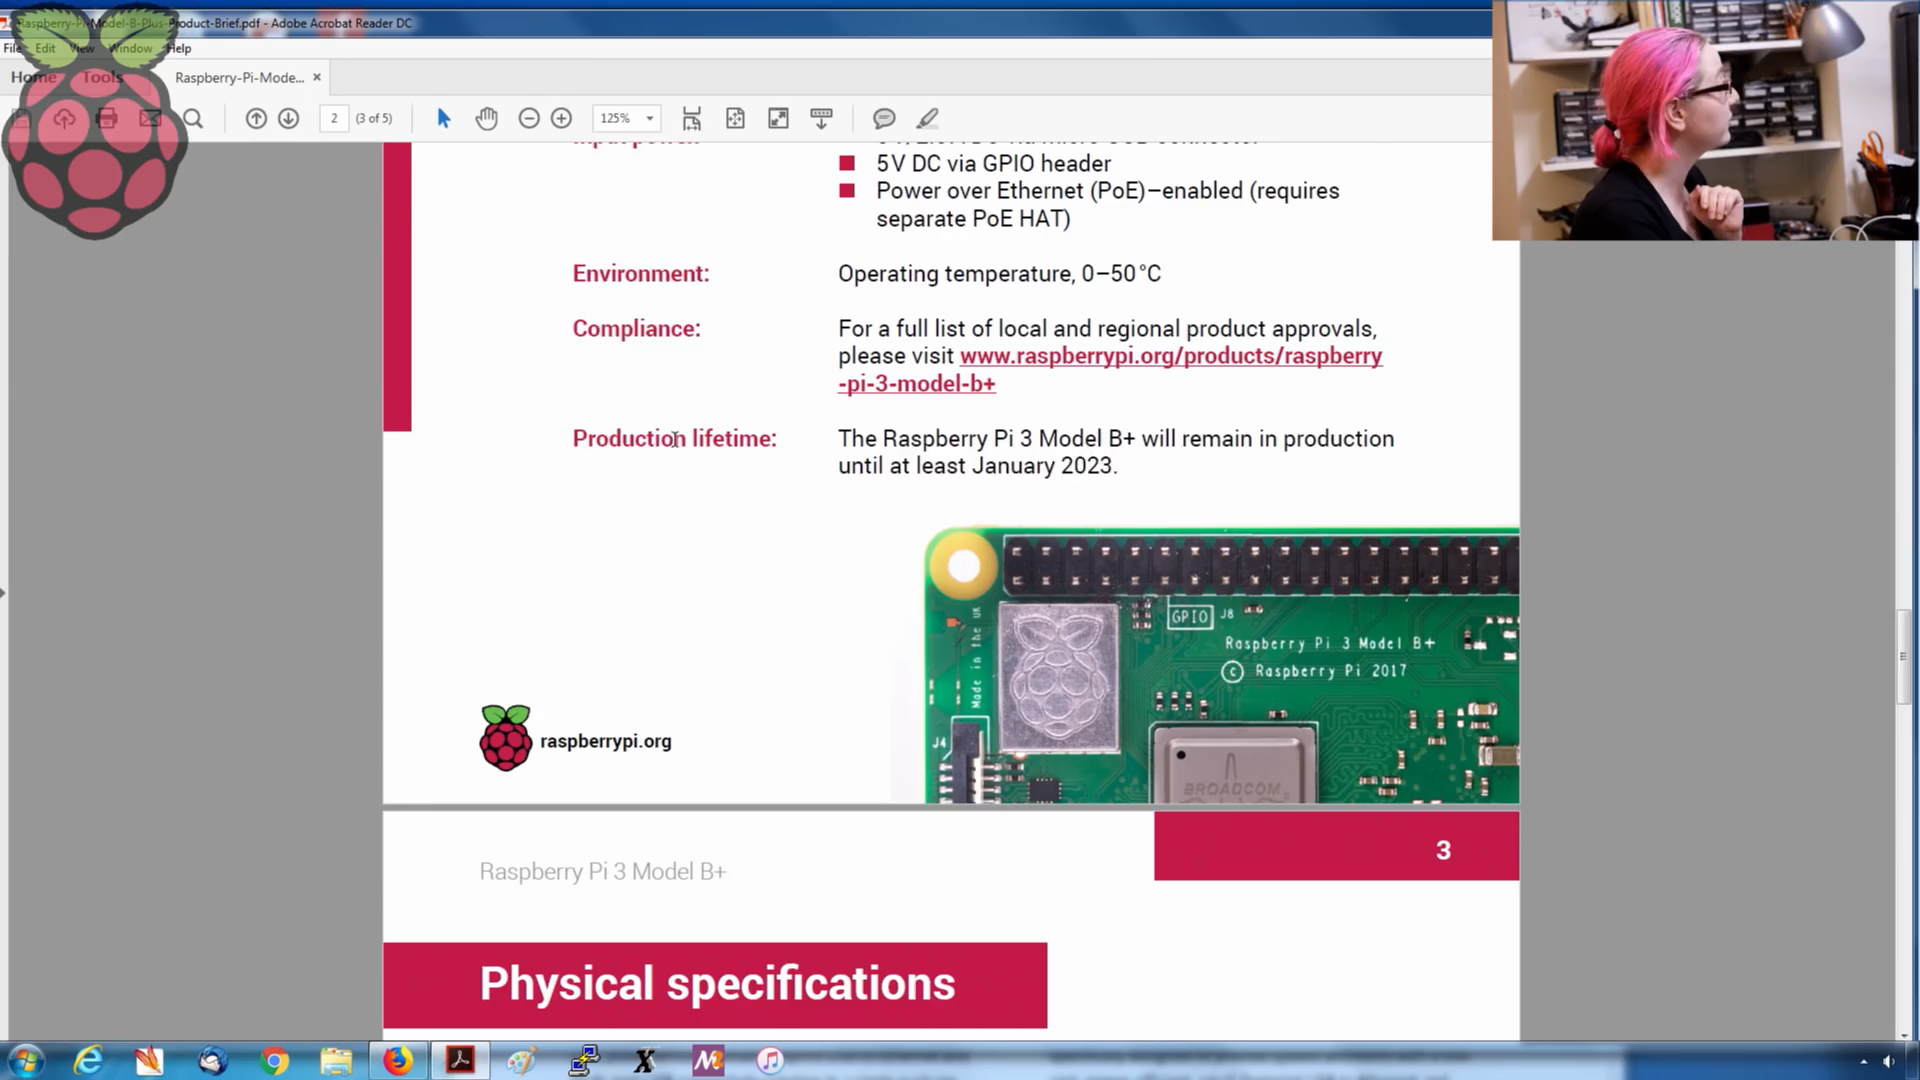 Raspberry-Pi-Model-B-Plus-Product-Brief.pdf - Adobe Acrobat Reader DC
File Edit View Window Help
Home Tools Raspberry-Pi-Mode... ×
2 (3 of 5) 125%
Input power:
5V DC via GPIO header
Power over Ethernet (PoE)–enabled (requires
separate PoE HAT)
Environment: Operating temperature, 0–50°C
Compliance: For a full list of local and regional product approvals,
please visit www.raspberrypi.org/products/raspberry
-pi-3-model-b+
Production lifetime: The Raspberry Pi 3 Model B+ will remain in production
until at least January 2023.
GPIO J8
Raspberry Pi 3 Model B+
© Raspberry Pi 2017
Made in the UK
J4
BROADCOM
raspberrypi.org
Raspberry Pi 3 Model B+
3
Physical specifications